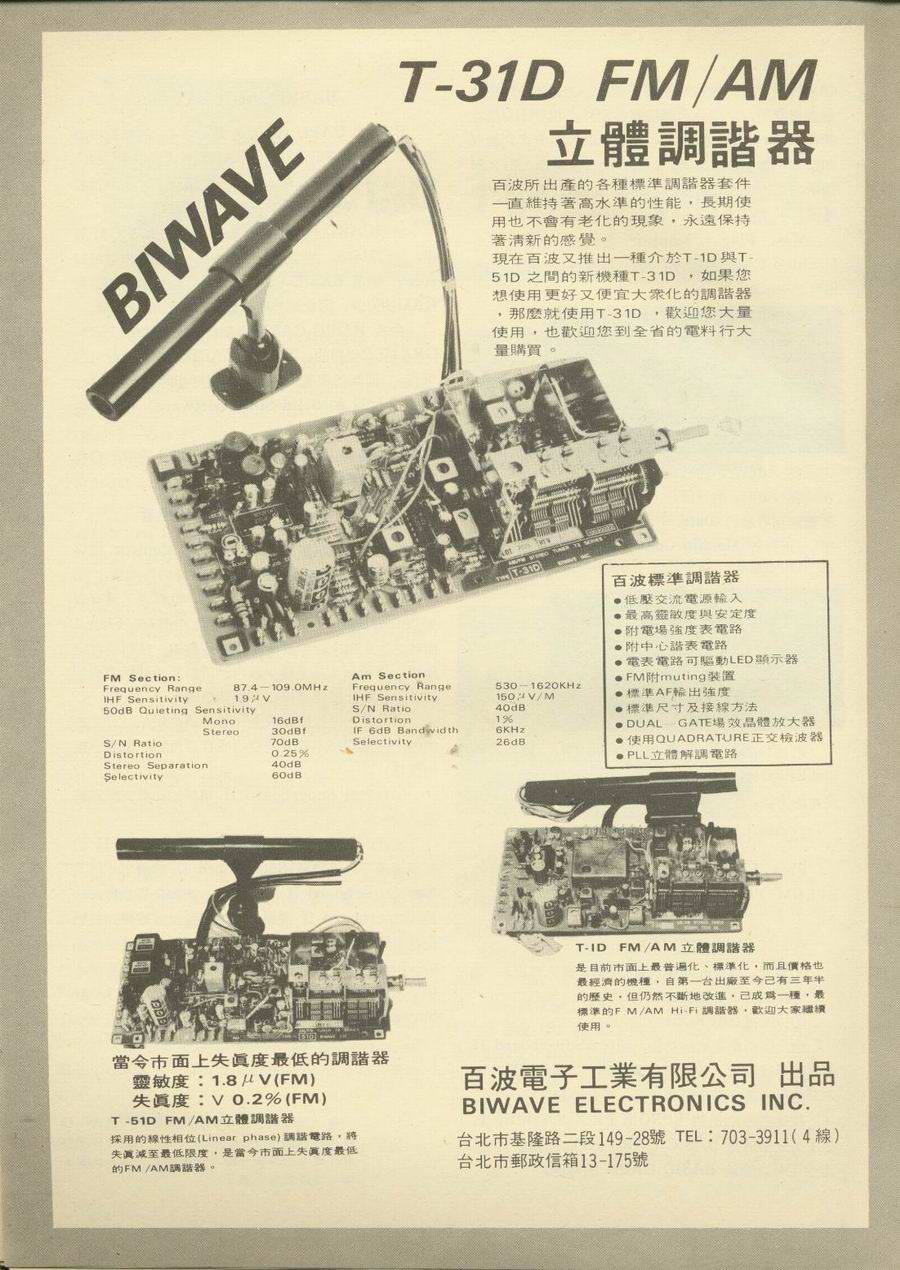 T-31D FM/AM
立體調諧器
BIWAVE
百波所出產的各種標準調諧器套件
一直維持著高水準的性能，長期使
用也不會有老化的現象，永遠保持
著清新的感覺。
現在百波又推出一種介於T-1D與T-
51D 之間的新機種T-31D ，如果您
想使用更好又便宜大衆化的調諧器
，那麼就使用T-31D ，歡迎您大量
使用，也歡迎您到全省的電料行大
量購買。
AM/FM STEREO TUNER TX SERIES
TYPE T-31D BIWAVE INC.
百波標準調諧器
●低壓交流電源輸入
●最高靈敏度與安定度
●附電場強度表電路
●附中心諧表電路
●電表電路可驅動LED顯示器
●FM附muting裝置
●標準AF輸出強度
●標準尺寸及接線方法
●DUAL GATE場效晶體放大器
●使用QUADRATURE正交檢波器
●PLL立體解調電路
FM Section:
Frequency Range 87.4－109.0MHz
IHF Sensitivity 1.9μV
50dB Quieting Sensitivity
Mono 16dBf
Stereo 30dBf
S/N Ratio 70dB
Distortion 0.25%
Stereo Separation 40dB
Selectivity 60dB
Am Section
Frequency Range 530－1620KHz
IHF Sensitivity 150μV/M
S/N Ratio 40dB
Distortion 1%
IF 6dB Bandwidth 6KHz
Selectivity 26dB
T-ID FM/AM立體調諧器
是目前市面上最普遍化、標準化，而且價格也
最經濟的機種，自第一台出廠至今己有三年半
的歷史，但仍然不斷地改進，己成爲一種，最
標準的F M/AM Hi-Fi 調諧器，歡迎大家繼續
使用。
當令市面上失眞度最低的調諧器
靈敏度：1.8μV(FM)
失眞度：V 0.2%(FM)
T -51D FM/AM立體調諧器
採用的線性相位(Linear phase)調諧電路，將
失眞減至最低限度，是當今市面上失眞度最低
的FM /AM調諧器。
百波電子工業有限公司 出品
BIWAVE ELECTRONICS INC.
台北市基隆路二段149-28號 TEL：703-3911(4線)
台北市郵政信箱13-175號